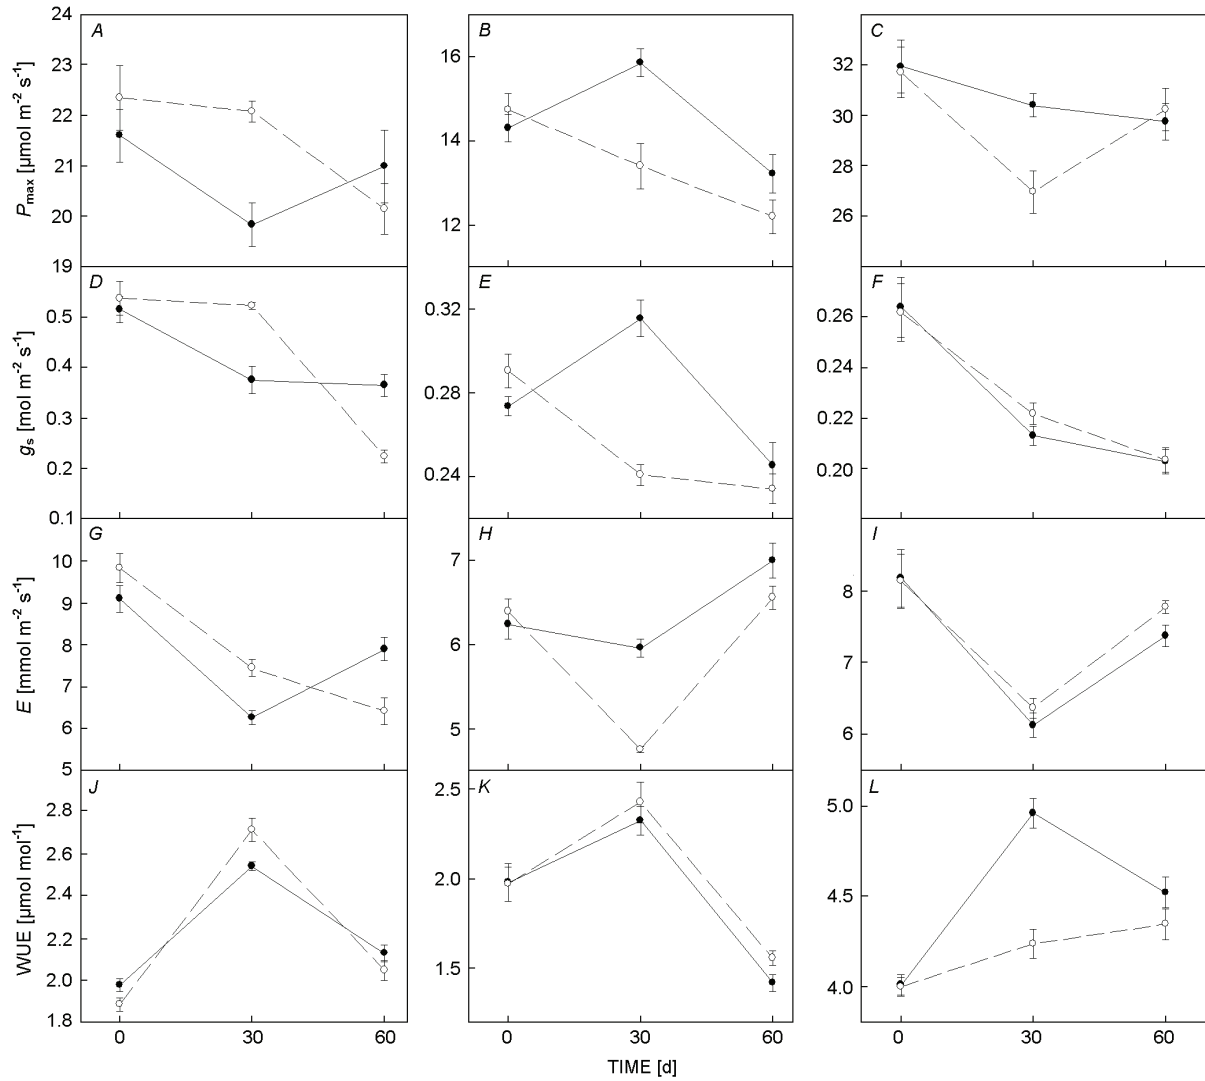 A
B
C
24
23
22
21
20
19
16
14
12
32
30
28
26
Pmax [µmol m-2 s-1]
D
E
F
0.5
0.4
0.3
0.2
0.1
0.32
0.28
0.24
0.26
0.24
0.22
0.20
gs [mol m-2 s-1]
G
H
I
10
9
8
7
6
5
7
6
5
8
7
6
E [mmol m-2 s-1]
J
K
L
2.8
2.6
2.4
2.2
2.0
1.8
2.5
2.0
1.5
5.0
4.5
4.0
WUE [µmol mol-1]
0 30 60
0 30 60
0 30 60
TIME [d]